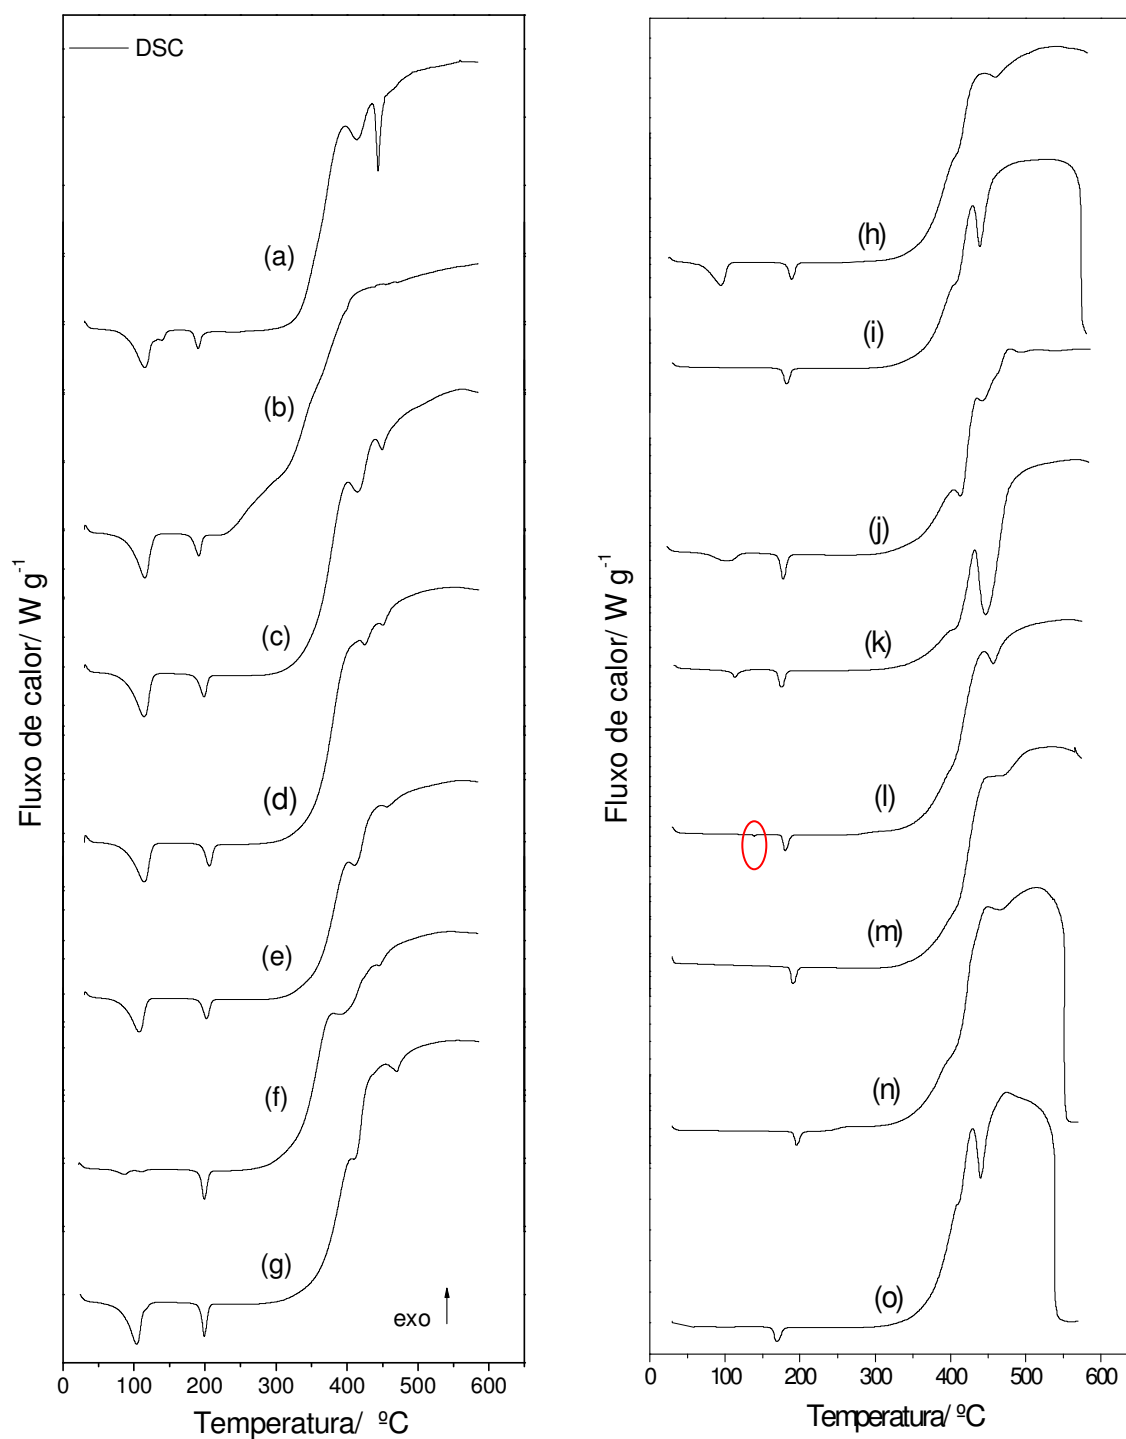 DSC
(a)
(b)
(c)
(d)
(e)
(f)
(g)
exo
Fluxo de calor/ W g⁻¹
0 100 200 300 400 500 600
Temperatura/ ºC
(h)
(i)
(j)
(k)
(l)
(m)
(n)
(o)
Fluxo de calor/ W g⁻¹
0 100 200 300 400 500 600
Temperatura/ ºC